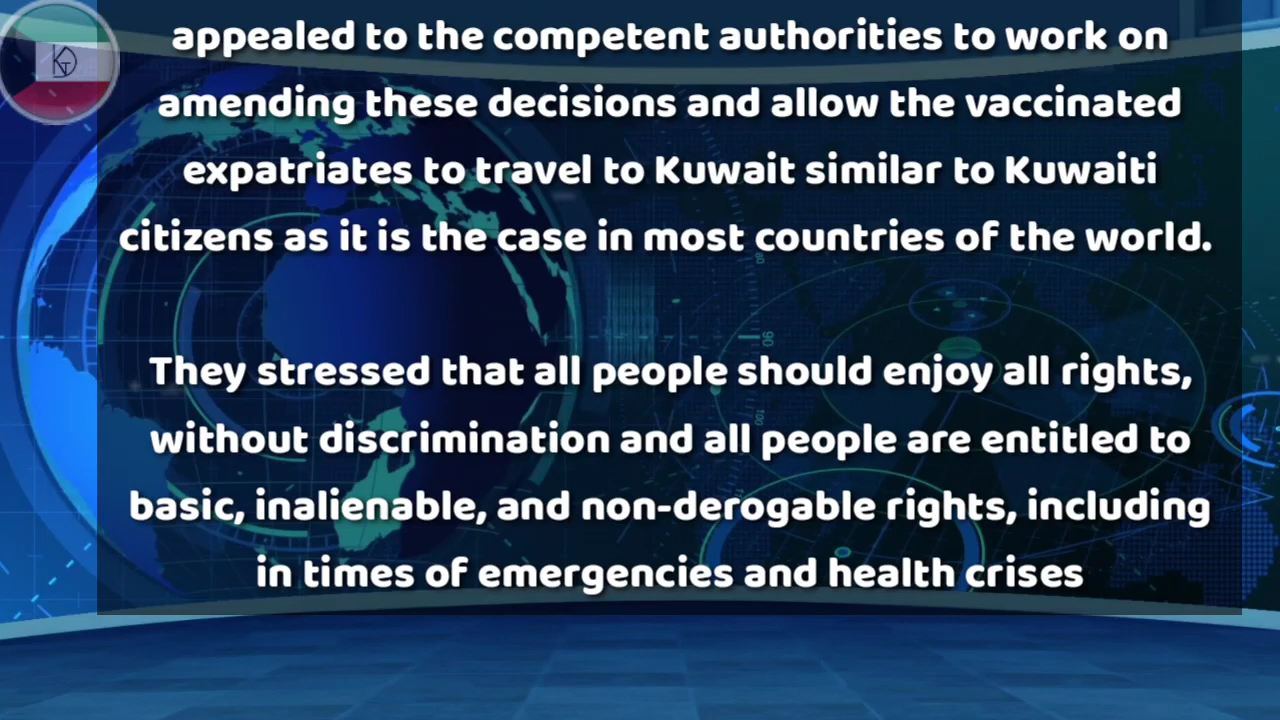 appealed to the competent authorities to work on
amending these decisions and allow the vaccinated
expatriates to travel to Kuwait similar to Kuwaiti
citizens as it is the case in most countries of the world.
They stressed that all people should enjoy all rights,
without discrimination and all people are entitled to
basic, inalienable, and non-derogable rights, including
in times of emergencies and health crises